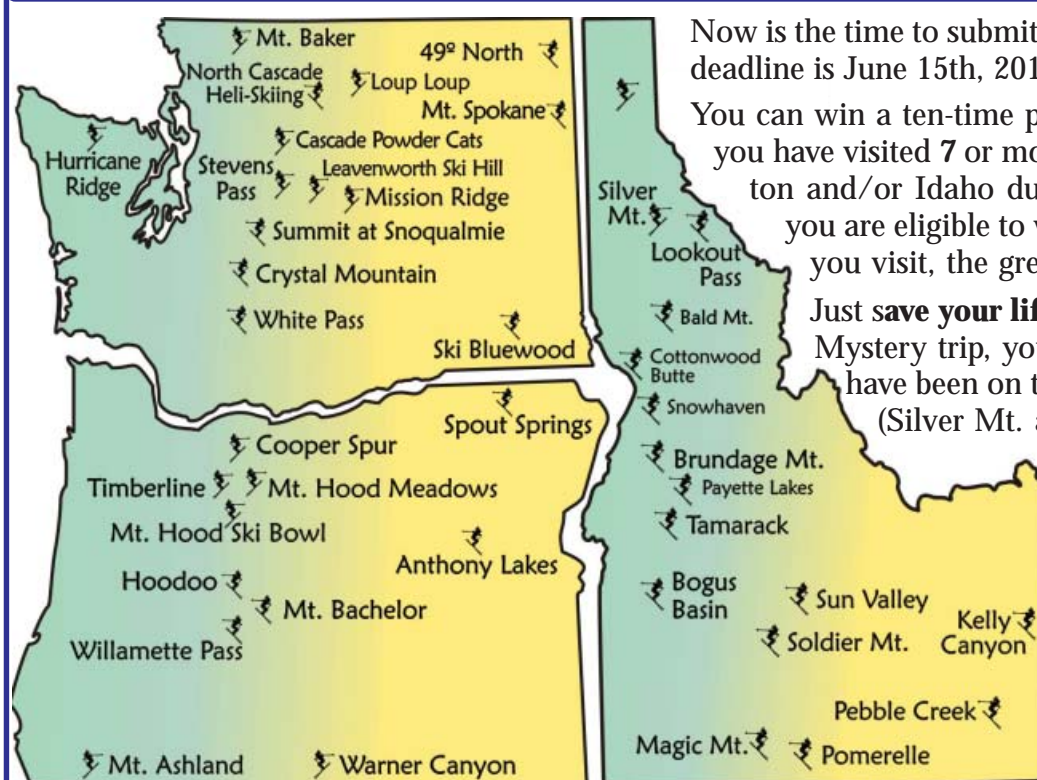 Mt. Baker
49º North
North Cascade
Heli-Skiing
Loup Loup
Mt. Spokane
Hurricane
Ridge
Cascade Powder Cats
Stevens
Pass
Leavenworth Ski Hill
Mission Ridge
Summit at Snoqualmie
Crystal Mountain
White Pass
Ski Bluewood
Spout Springs
Cooper Spur
Timberline
Mt. Hood Meadows
Mt. Hood Ski Bowl
Anthony Lakes
Hoodoo
Mt. Bachelor
Willamette Pass
Mt. Ashland
Warner Canyon
Silver
Mt.
Lookout
Pass
Bald Mt.
Cottonwood
Butte
Snowhaven
Brundage Mt.
Payette Lakes
Tamarack
Bogus
Basin
Sun Valley
Soldier Mt.
Kelly
Canyon
Pebble Creek
Magic Mt.
Pomerelle
Now is the time to submit
deadline is June 15th, 201
You can win a ten-time p
you have visited 7 or mo
ton and/or Idaho du
you are eligible to
you visit, the gre
Just save your lif
Mystery trip, you
have been on t
(Silver Mt. a